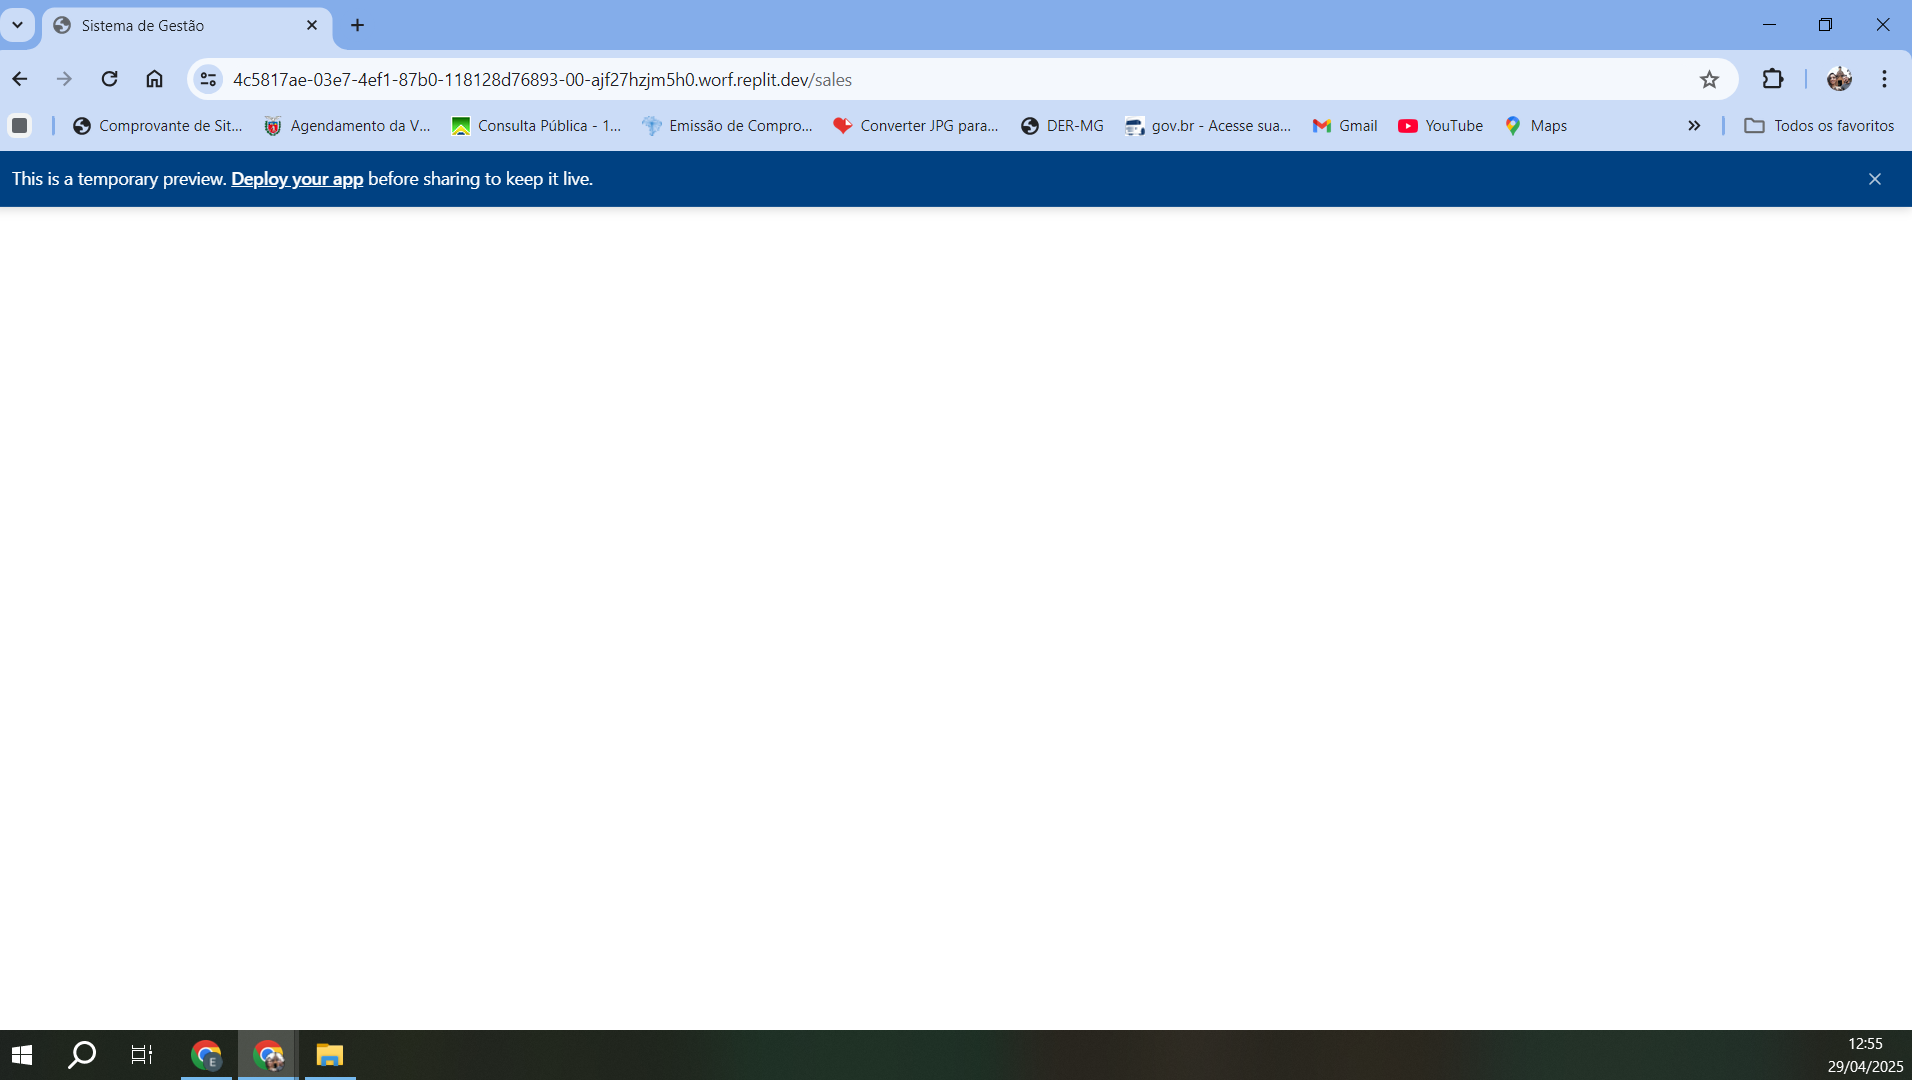 Sistema de Gestão
4c5817ae-03e7-4ef1-87b0-118128d76893-00-ajf27hzjm5h0.worf.replit.dev/sales
Comprovante de Sit... Agendamento da V... Consulta Pública - 1... Emissão de Compro... Converter JPG para... DER-MG gov.br - Acesse sua... Gmail YouTube Maps Todos os favoritos
This is a temporary preview. Deploy your app before sharing to keep it live.
E
12:55
29/04/2025